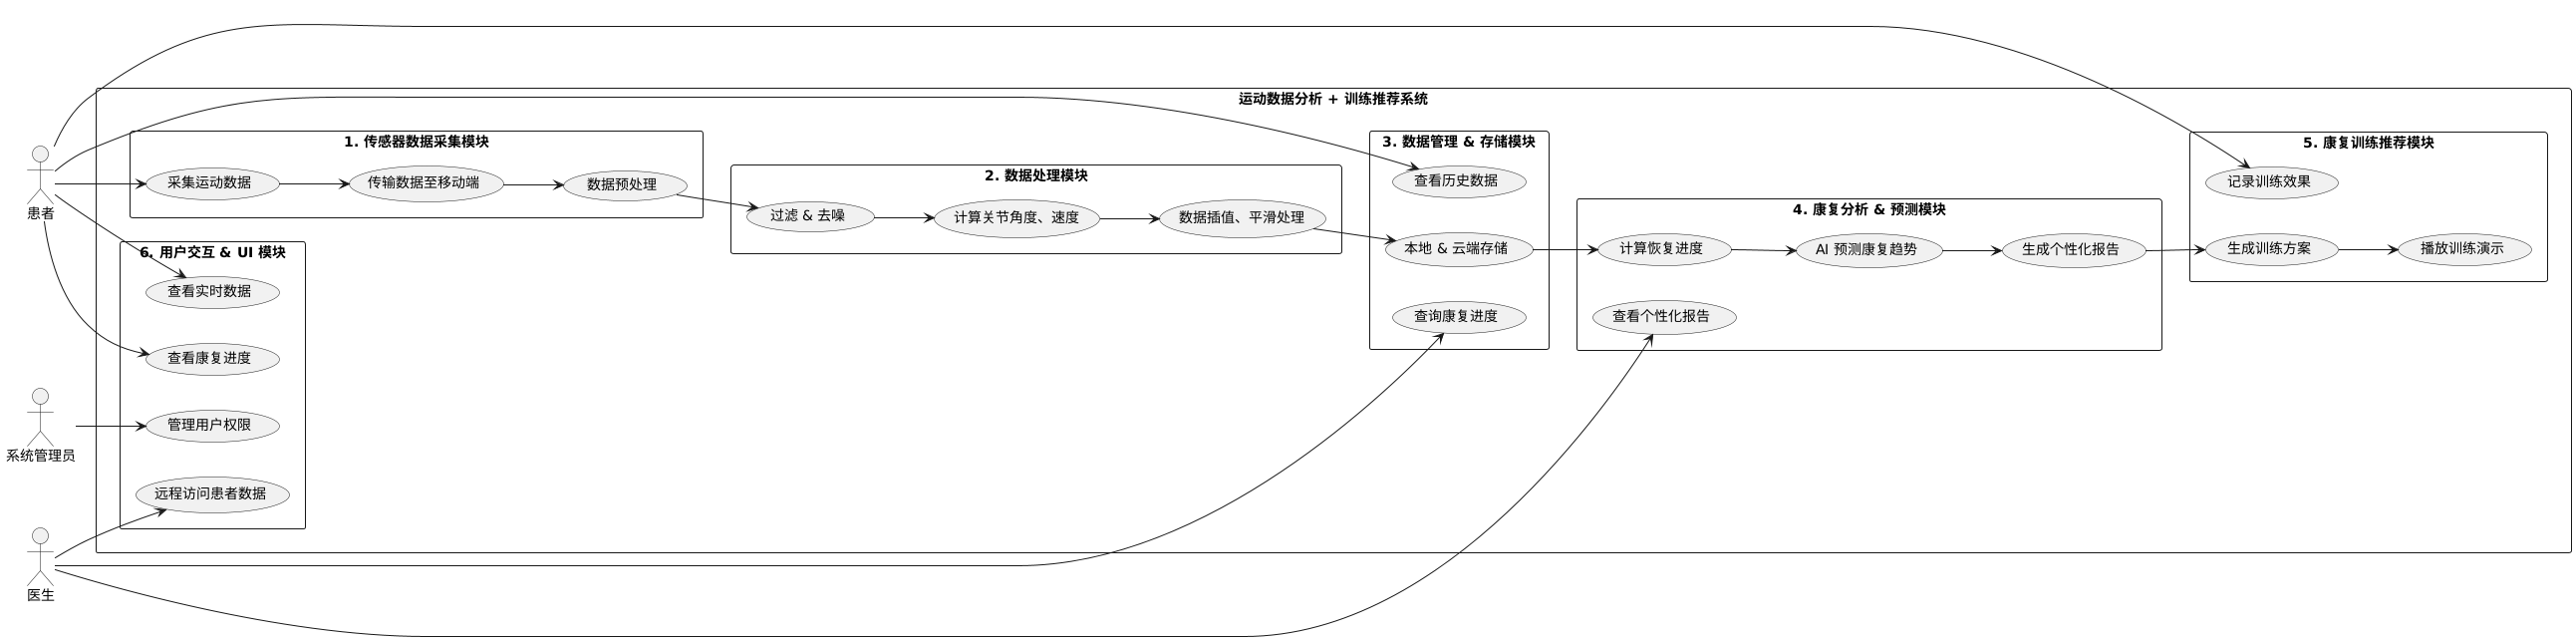 运动数据分析 + 训练推荐系统
1. 传感器数据采集模块
采集运动数据
传输数据至移动端
数据预处理
2. 数据处理模块
过滤 & 去噪
计算关节角度、速度
数据插值、平滑处理
3. 数据管理 & 存储模块
查看历史数据
本地 & 云端存储
查询康复进度
4. 康复分析 & 预测模块
计算恢复进度
AI 预测康复趋势
生成个性化报告
查看个性化报告
5. 康复训练推荐模块
记录训练效果
生成训练方案
播放训练演示
6. 用户交互 & UI 模块
查看实时数据
查看康复进度
管理用户权限
远程访问患者数据
患者
系统管理员
医生